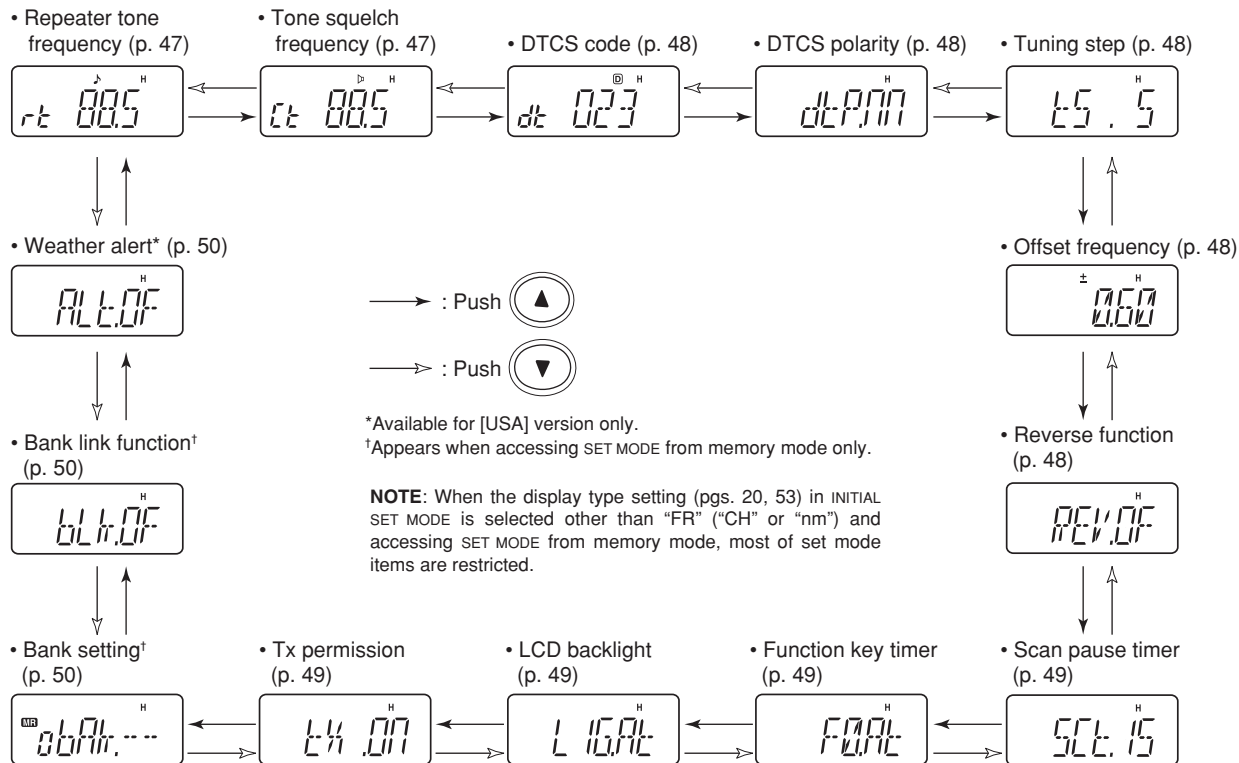 • Repeater tone frequency (p. 47)
• Tone squelch frequency (p. 47)
• DTCS code (p. 48)
• DTCS polarity (p. 48)
• Tuning step (p. 48)
♪ H
rt 88.5
H
Ct 88.5
D H
dt 023
H
dtP.NN
H
tS . 5
• Weather alert* (p. 50)
• Offset frequency (p. 48)
H
ALt.OF
: Push ▲
± H
0.60
: Push ▼
*Available for [USA] version only.
†Appears when accessing SET MODE from memory mode only.
• Bank link function†
(p. 50)
• Reverse function
(p. 48)
NOTE: When the display type setting (pgs. 20, 53) in INITIAL
SET MODE is selected other than “FR” (“CH” or “nm”) and
accessing SET MODE from memory mode, most of set mode
items are restricted.
H
bLk.OF
H
REV.OF
• Bank setting†
(p. 50)
• Tx permission
(p. 49)
• LCD backlight
(p. 49)
• Function key timer
(p. 49)
• Scan pause timer
(p. 49)
H
MR
0bAk.--
H
tX .ON
H
LIG.At
H
F0.At
H
SCt.15